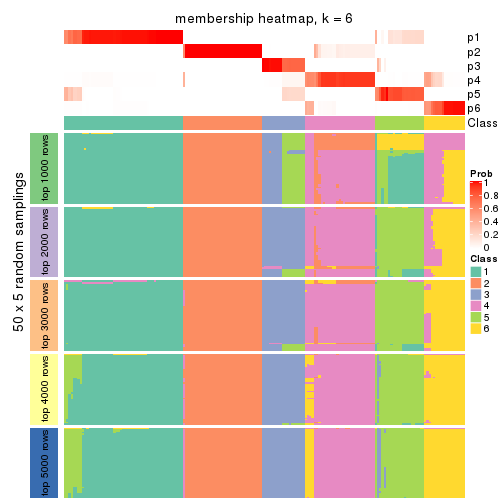 membership heatmap, k = 6
p1
p2
p3
p4
p5
p6
Class
50 x 5 random samplings
top 1000 rows
top 2000 rows
top 3000 rows
top 4000 rows
top 5000 rows
Prob
1
0.8
0.6
0.4
0.2
0
Class
1
2
3
4
5
6